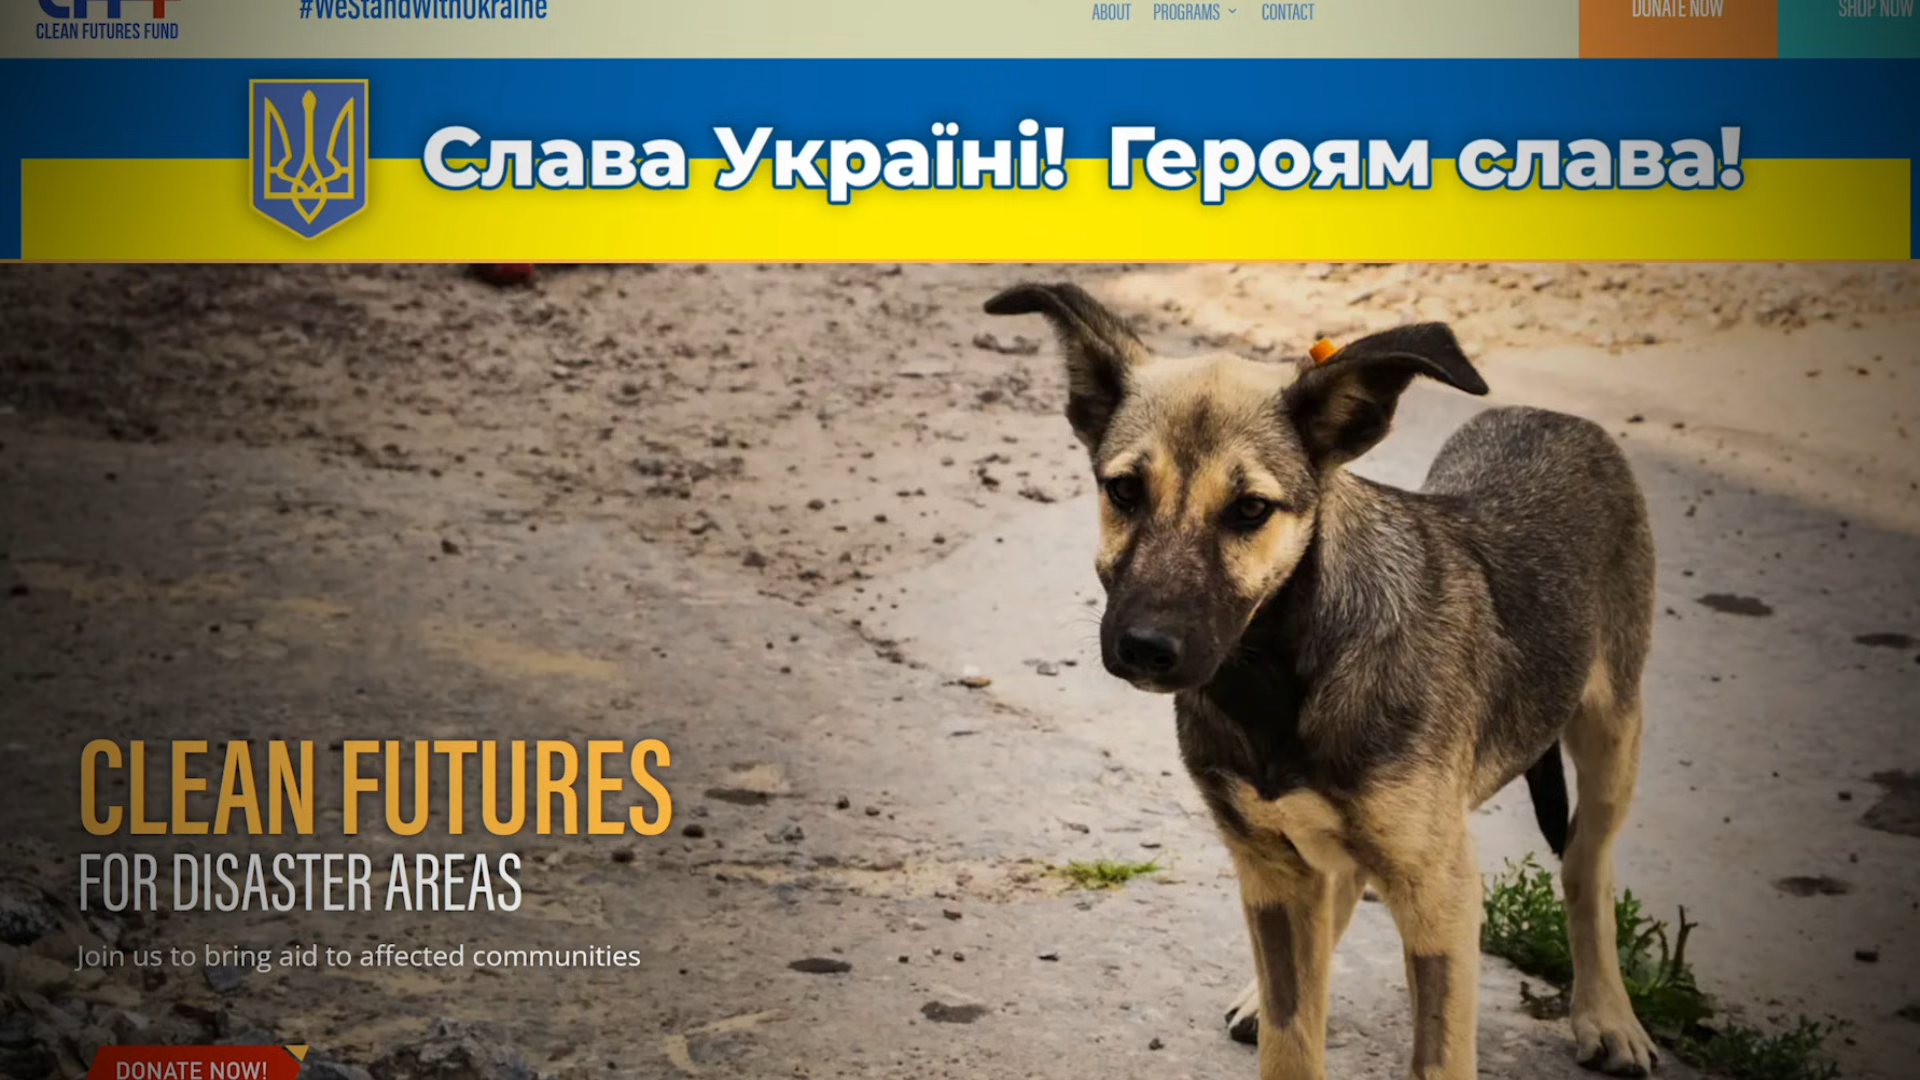 #WeStandWithUkraine
ABOUT PROGRAMS CONTACT
DONATE NOW
SHOP NOW
CLEAN FUTURES FUND
Слава Україні! Героям слава!
CLEAN FUTURES
FOR DISASTER AREAS
Join us to bring aid to affected communities
DONATE NOW!